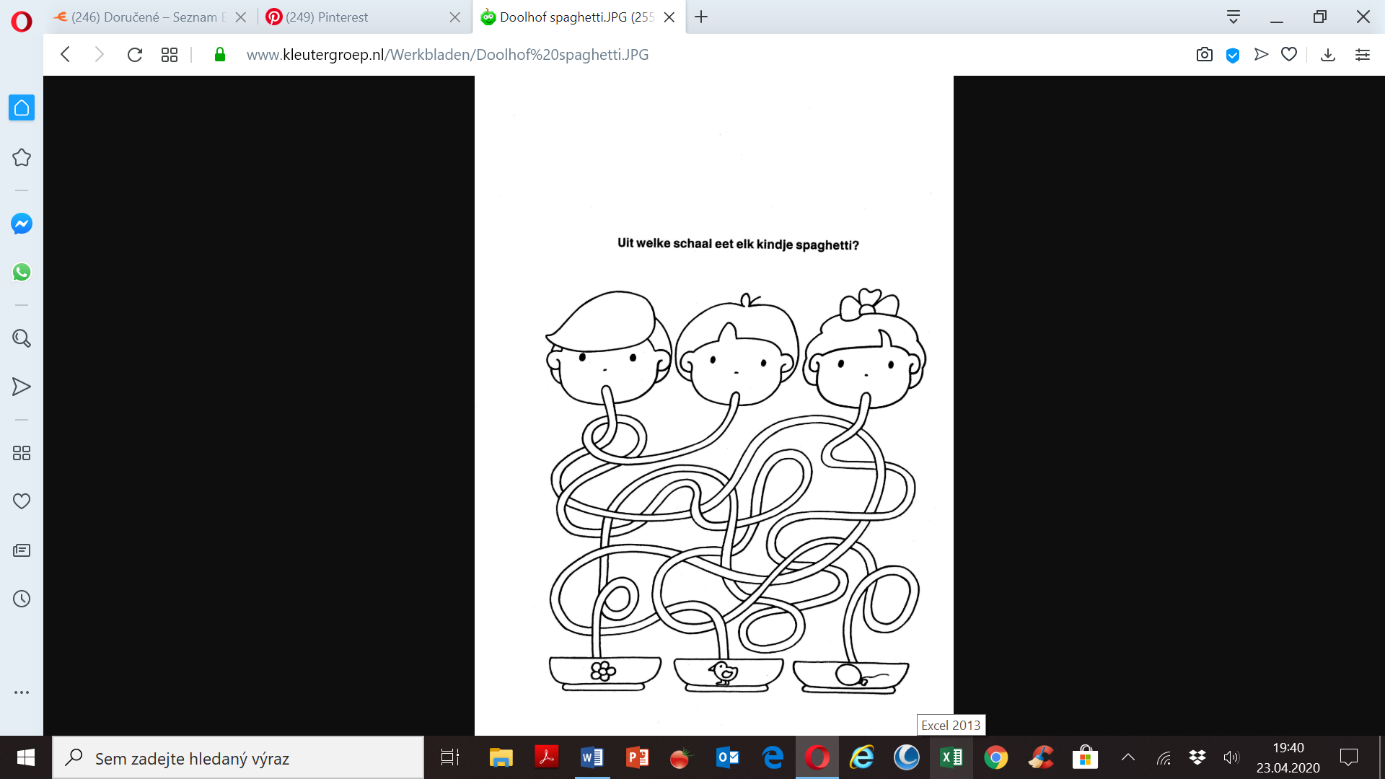 (246) Doručené – Seznam E
(249) Pinterest
Doolhof spaghetti.JPG (255
www.kleutergroep.nl/Werkbladen/Doolhof%20spaghetti.JPG
Uit welke schaal eet elk kindje spaghetti?
Excel 2013
Sem zadejte hledaný výraz
19:40
23.04.2020